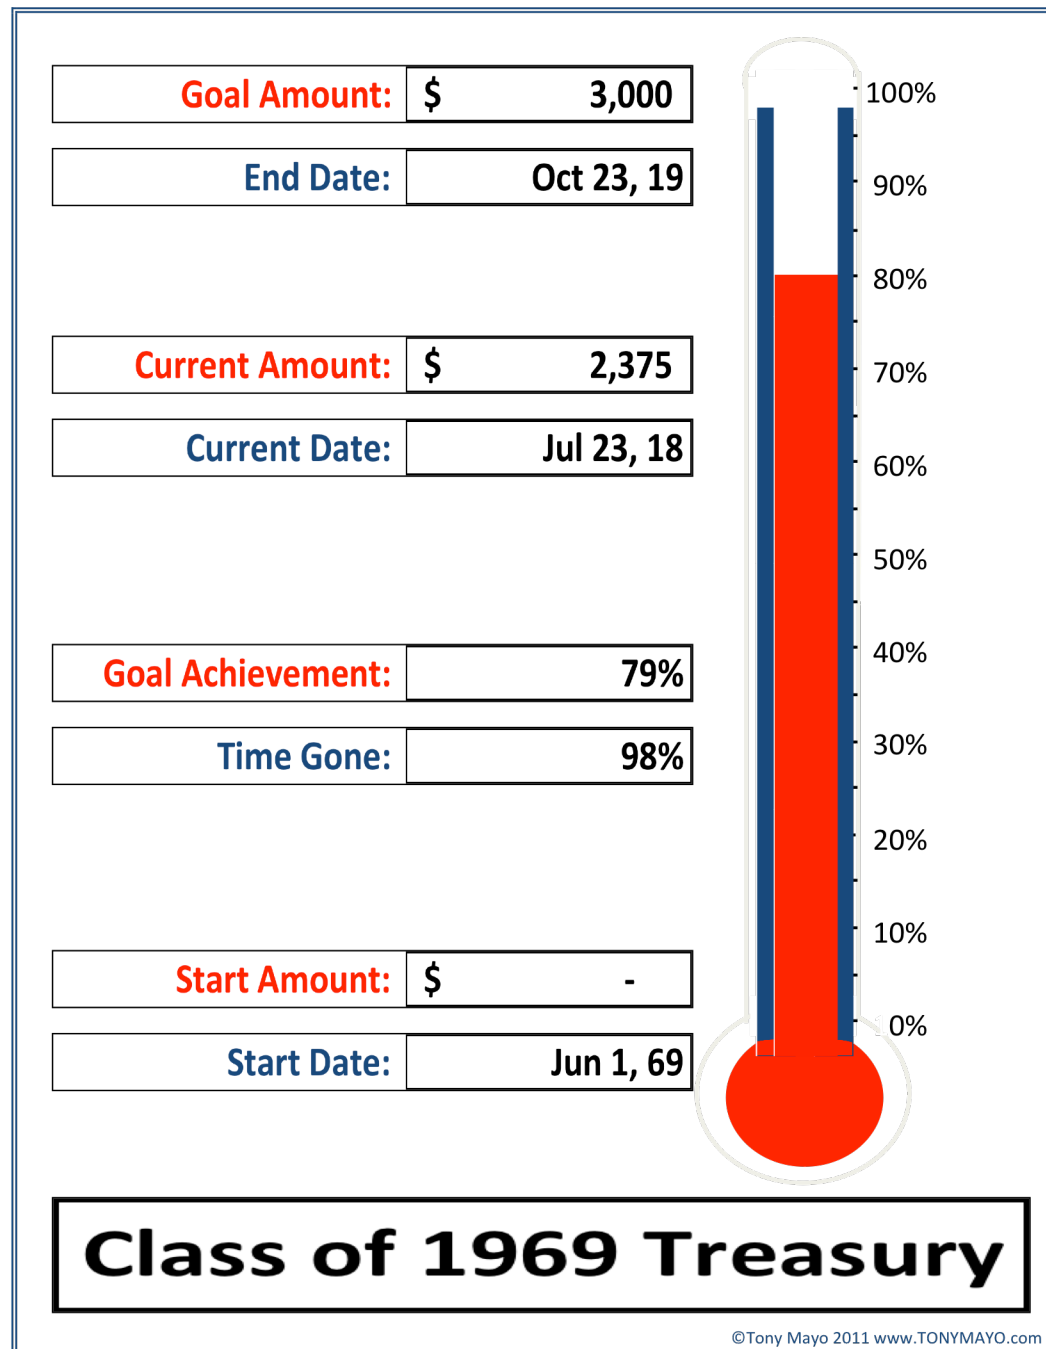 Goal Amount: $ 3,000
End Date: Oct 23, 19
Current Amount: $ 2,375
Current Date: Jul 23, 18
Goal Achievement: 79%
Time Gone: 98%
Start Amount: $ -
Start Date: Jun 1, 69
100%
90%
80%
70%
60%
50%
40%
30%
20%
10%
0%
Class of 1969 Treasury
©Tony Mayo 2011 www.TONYMAYO.com